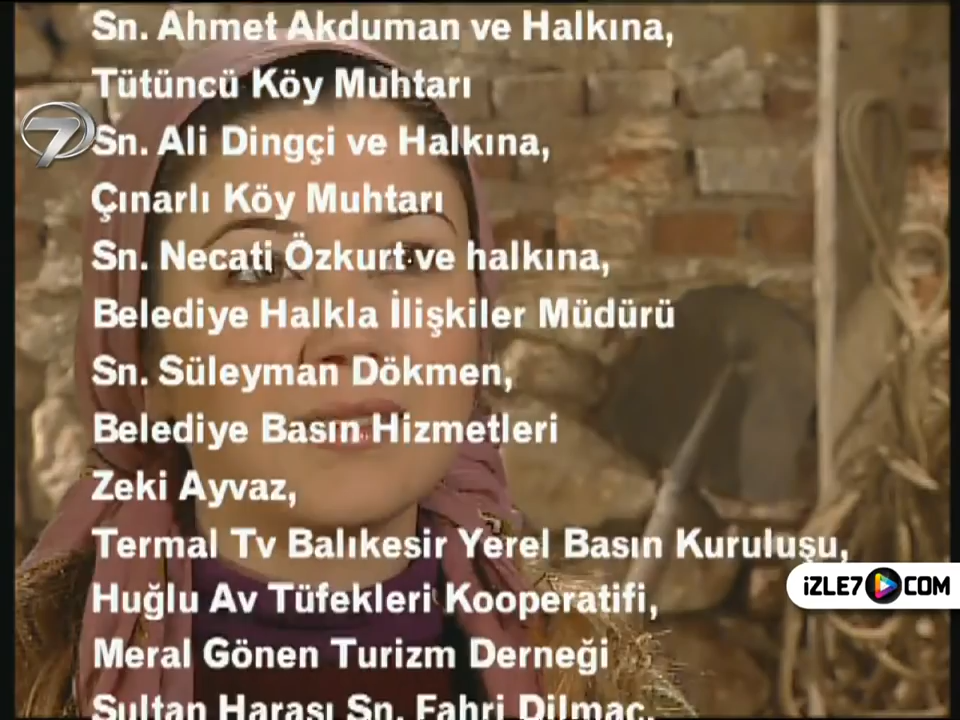 Sn. Ahmet Akduman ve Halkına,
Tütüncü Köy Muhtarı
7
Sn. Ali Dingçi ve Halkına,
Çınarlı Köy Muhtarı
Sn. Necati Özkurt ve halkına,
Belediye Halkla İlişkiler Müdürü
Sn. Süleyman Dökmen,
Belediye Basın Hizmetleri
Zeki Ayvaz,
Termal Tv Balıkesir Yerel Basın Kuruluşu,
iZLE7 COM
Huğlu Av Tüfekleri Kooperatifi,
Meral Gönen Turizm Derneği
Sultan Harası Sn. Fahri Dilmaç,